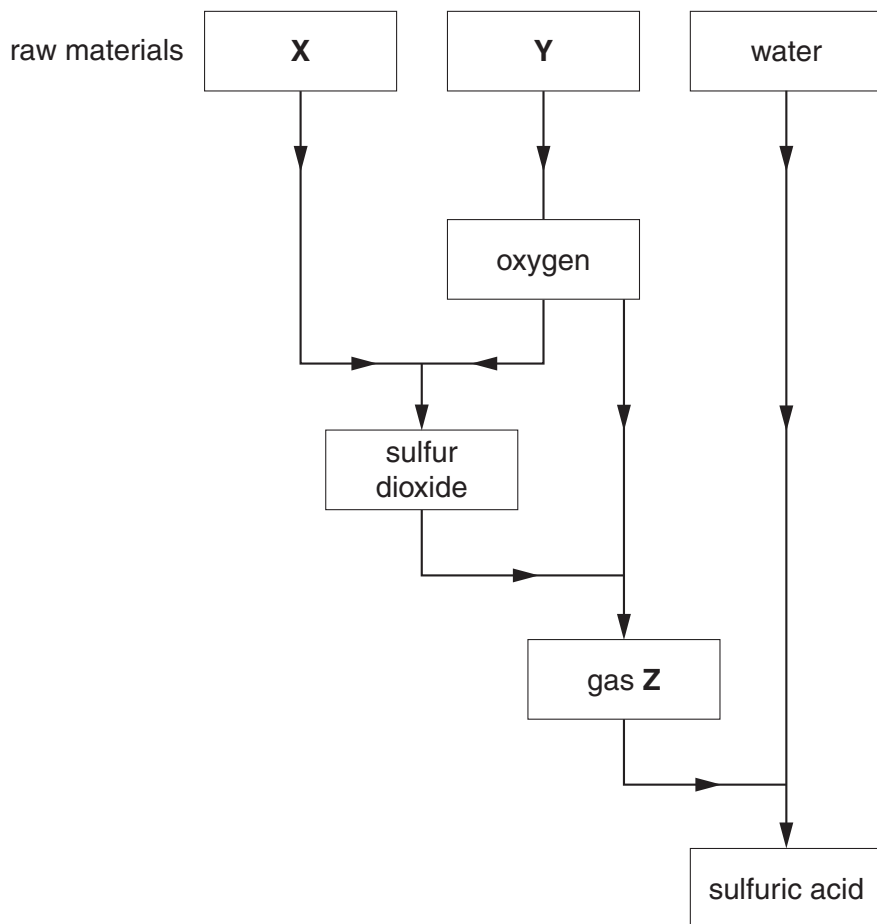 raw materials
X
Y
water
oxygen
sulfur
dioxide
gas Z
sulfuric acid